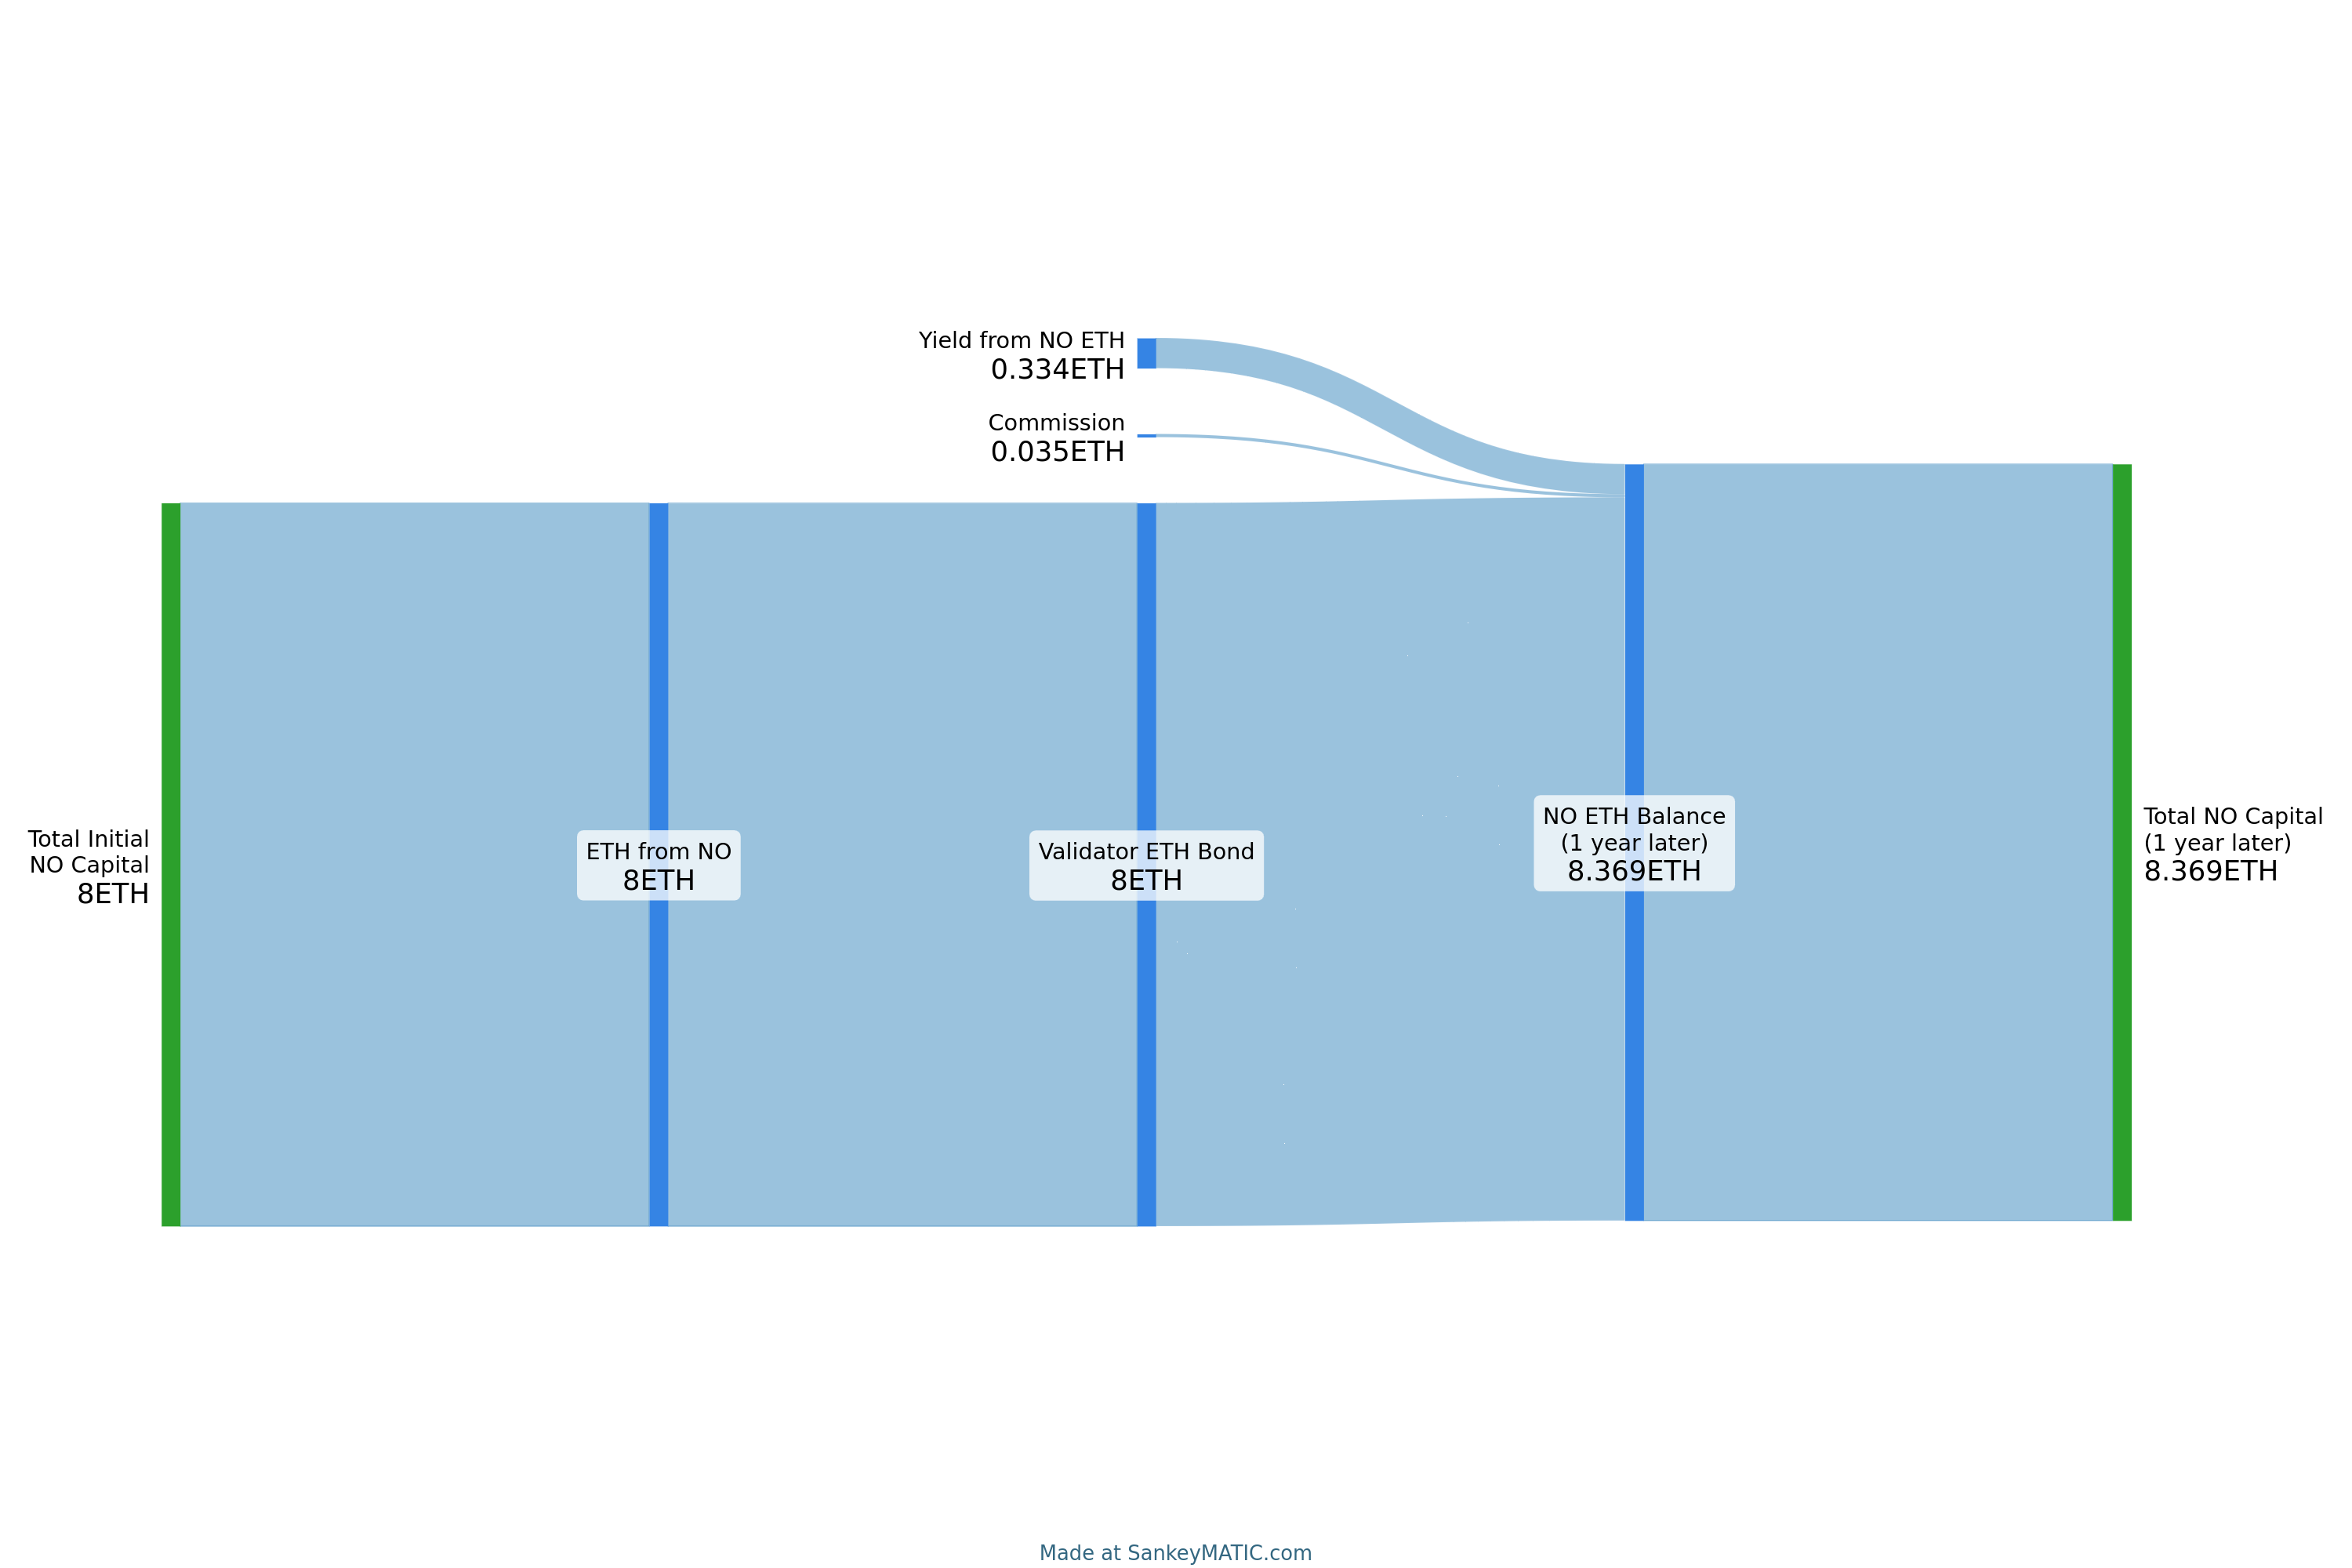 Yield from NO ETH
0.334ETH
Commission
0.035ETH
Total Initial
NO Capital
8ETH
ETH from NO
8ETH
Validator ETH Bond
8ETH
NO ETH Balance
(1 year later)
8.369ETH
Total NO Capital
(1 year later)
8.369ETH
Made at SankeyMATIC.com